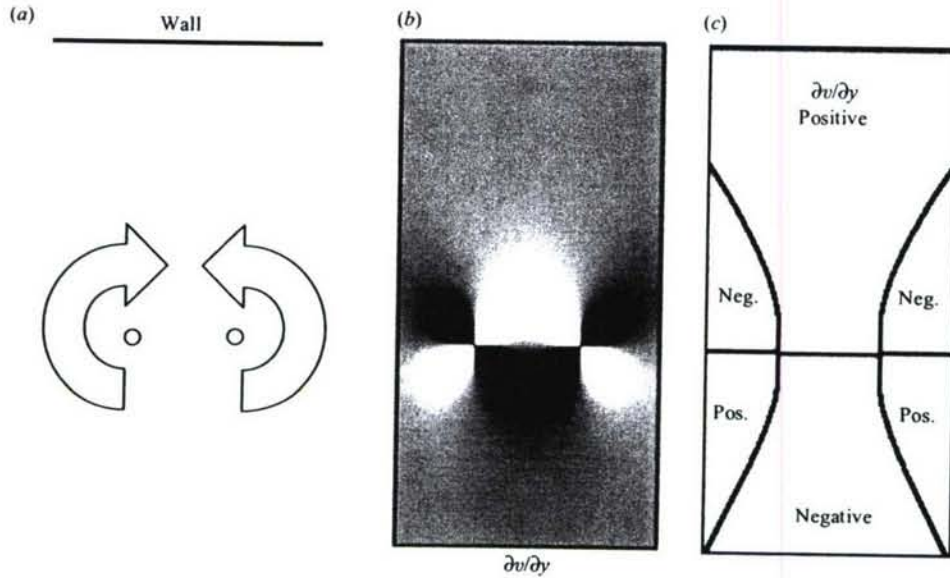 (a)
Wall
(b)
∂v/∂y
(c)
∂v/∂y
Positive
Neg.
Neg.
Pos.
Pos.
Negative